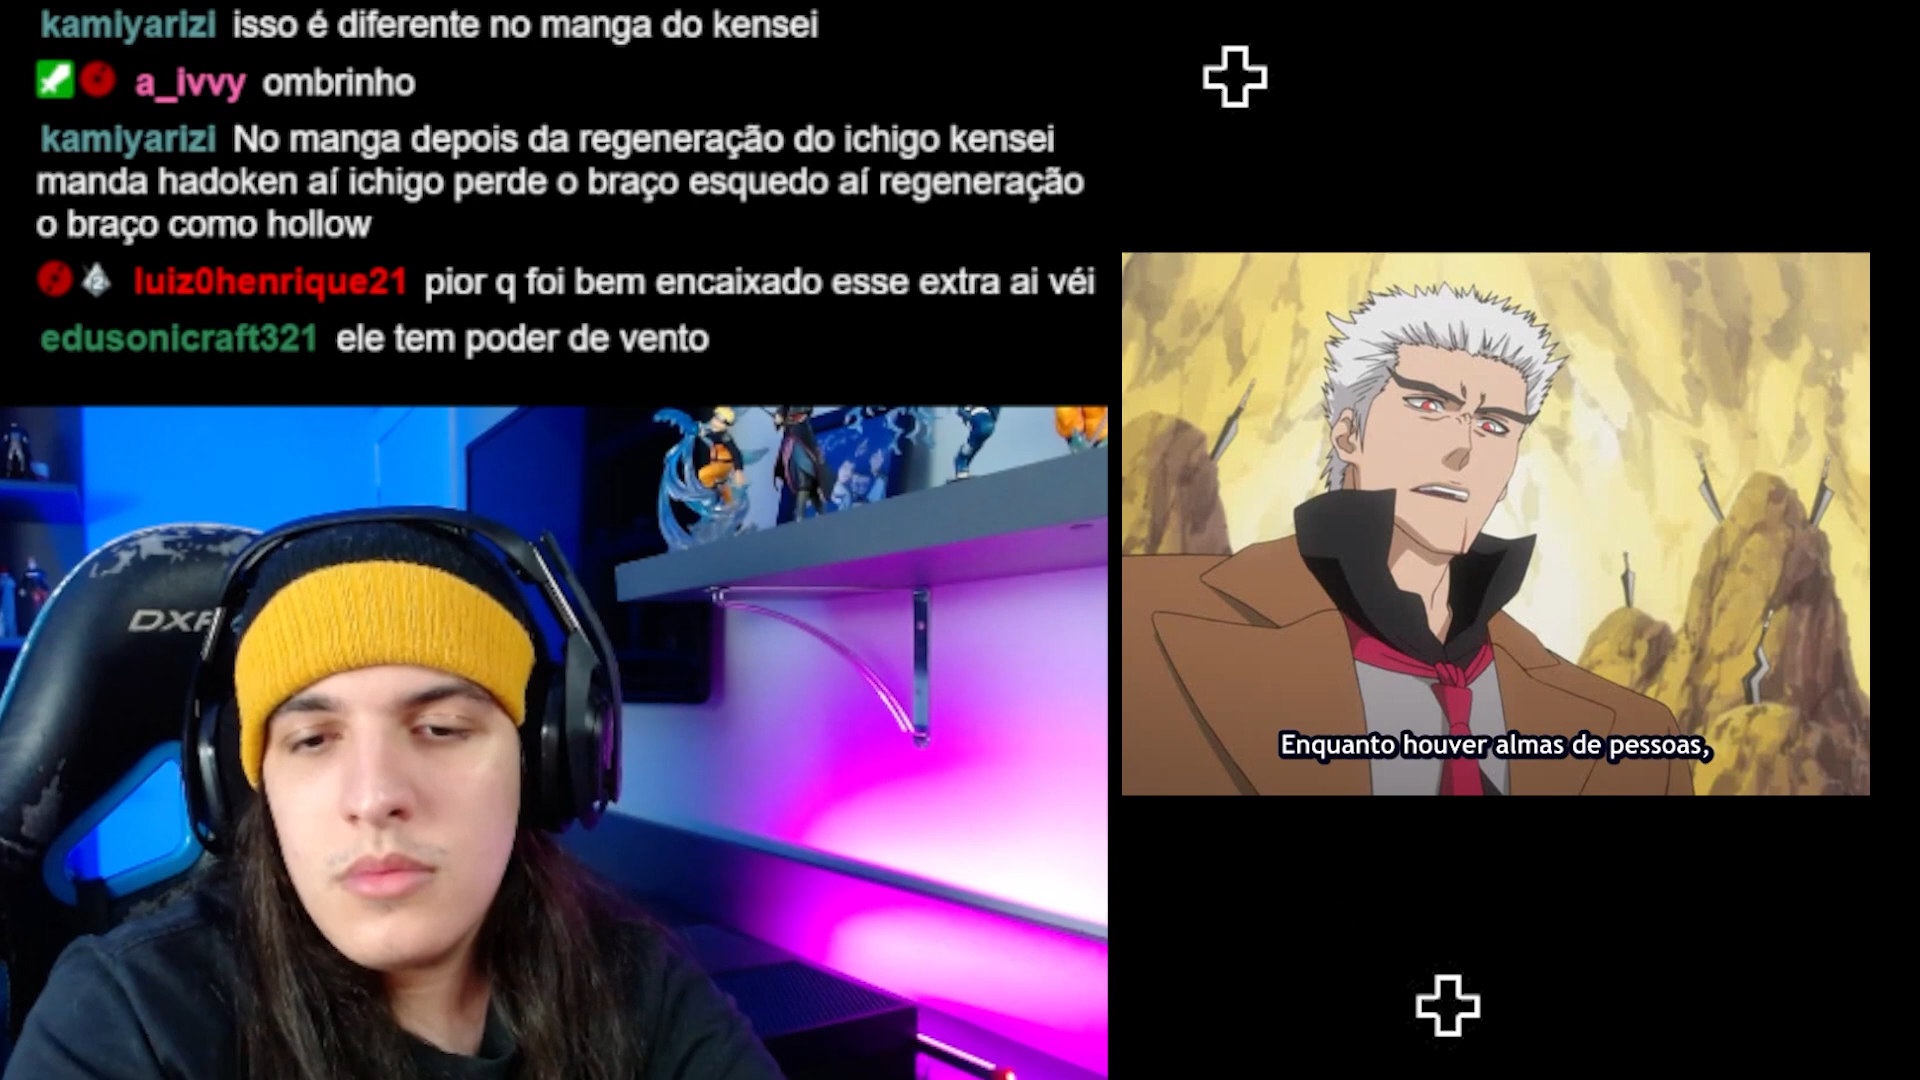 kamiyarizi isso é diferente no manga do kensei
a_ivvy ombrinho
kamiyarizi No manga depois da regeneração do ichigo kensei
manda hadoken aí ichigo perde o braço esquedo aí regeneração
o braço como hollow
luiz0henrique21 pior q foi bem encaixado esse extra ai véi
edusonicraft321 ele tem poder de vento
DXR
Enquanto houver almas de pessoas,